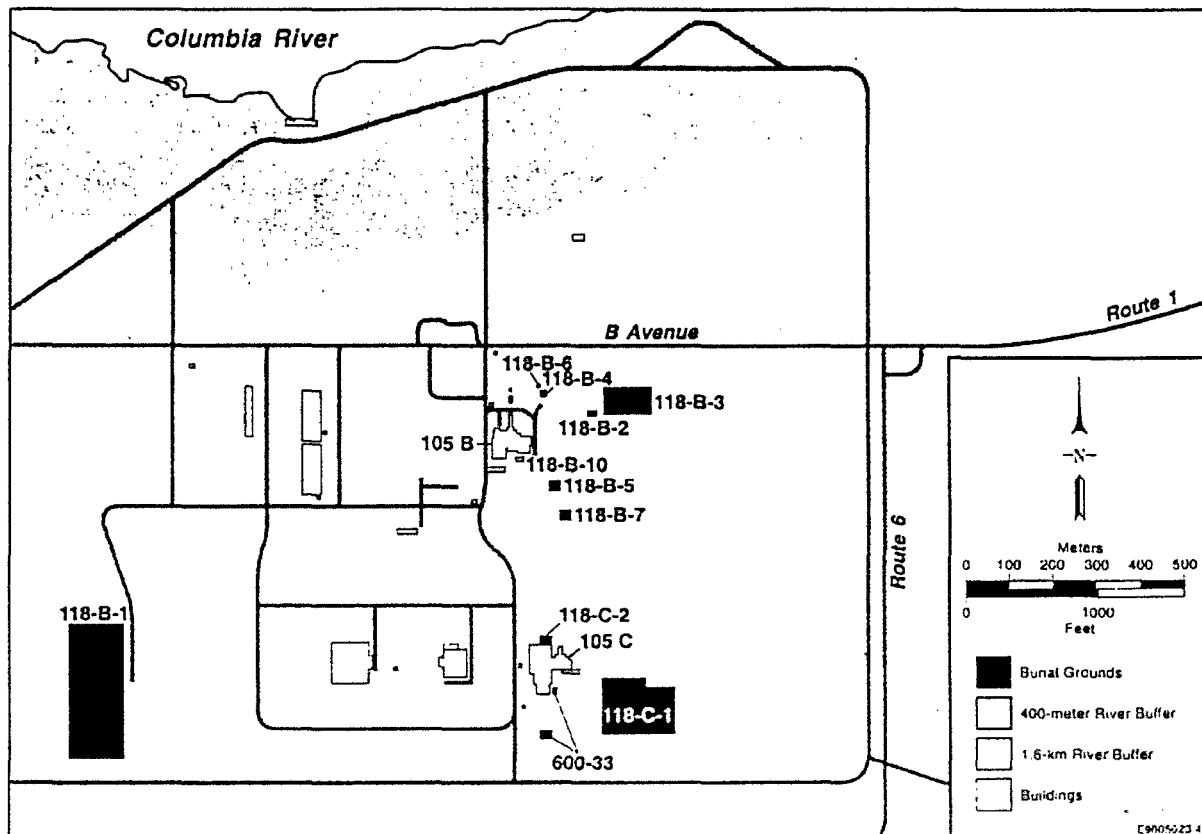 Columbia River
Route 1
B Avenue
118-B-6
118-B-4
118-B-3
118-B-2
105 B
118-B-10
118-B-5
118-B-7
Route 6
118-B-1
118-C-2
105 C
118-C-1
600-33
-N-
Meters
0 100 200 300 400 500
0 1000
Feet
Burial Grounds
400-meter River Buffer
1.6-km River Buffer
Buildings